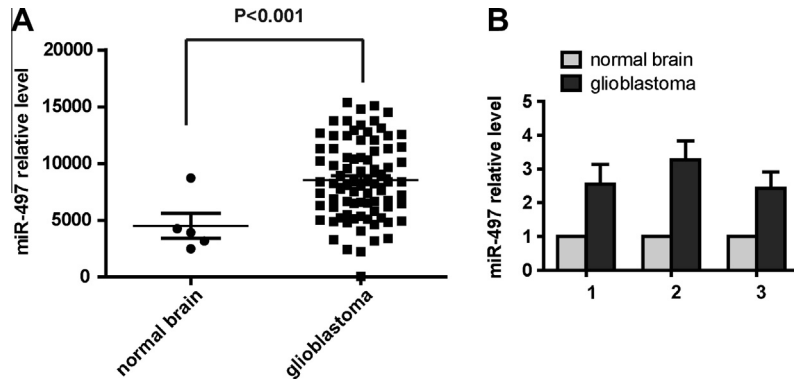 A
P<0.001
miR-497 relative level
20000
15000
10000
5000
0
normal brain
glioblastoma
B
normal brain
glioblastoma
miR-497 relative level
5
4
3
2
1
0
1
2
3